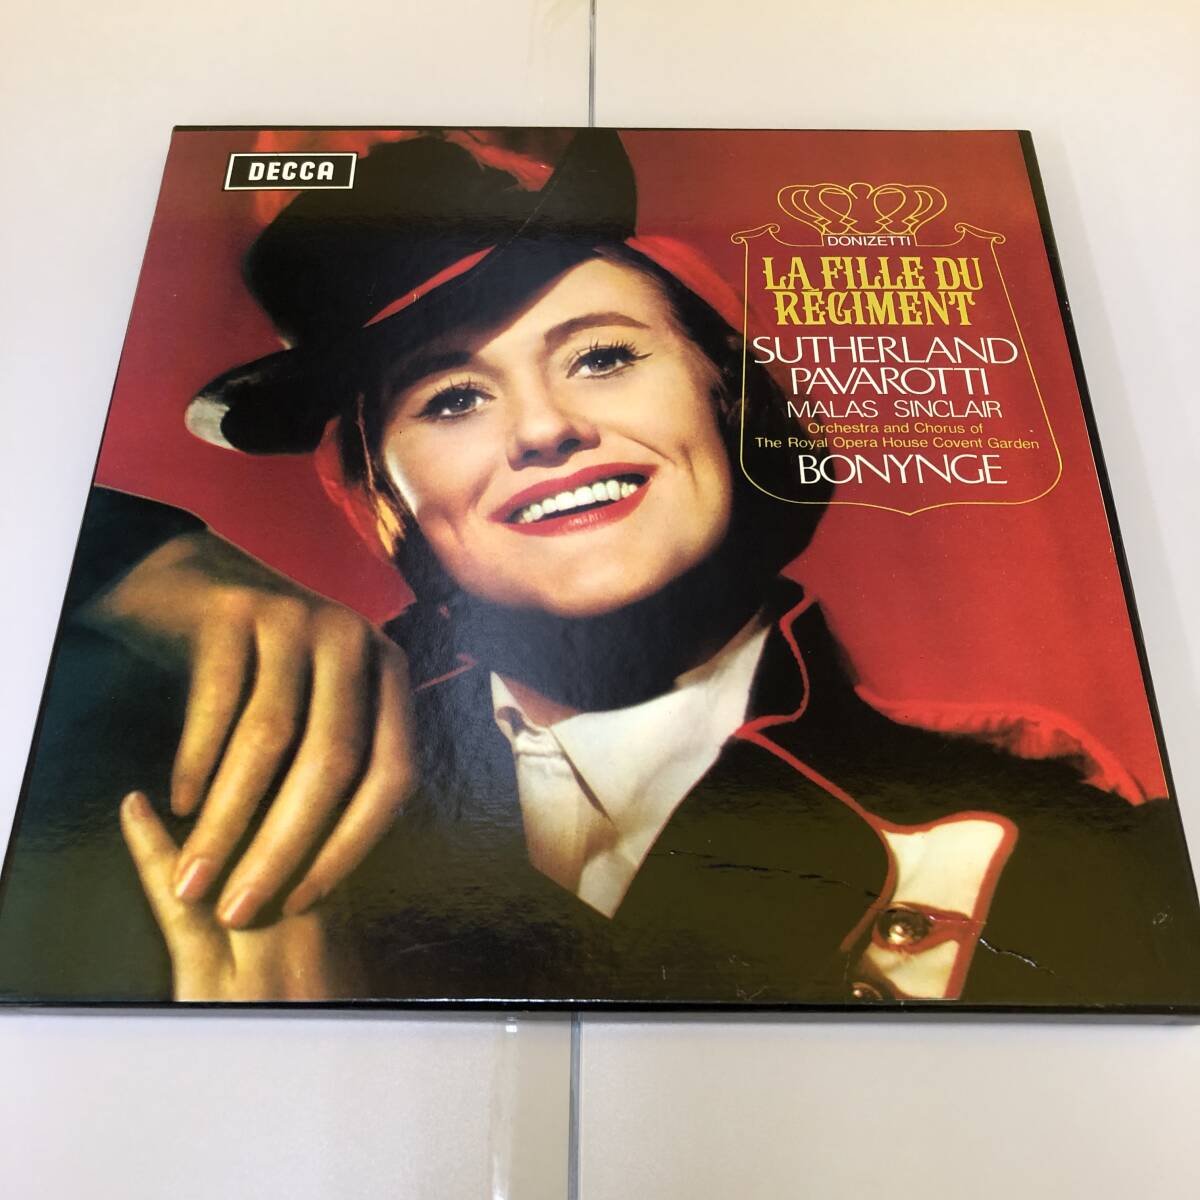 DECCA
DONIZETTI
LA FILLE DU
RÉGIMENT
SUTHERLAND
PAVAROTTI
MALAS SINCLAIR
Orchestra and Chorus of
The Royal Opera House Covent Garden
BONYNGE